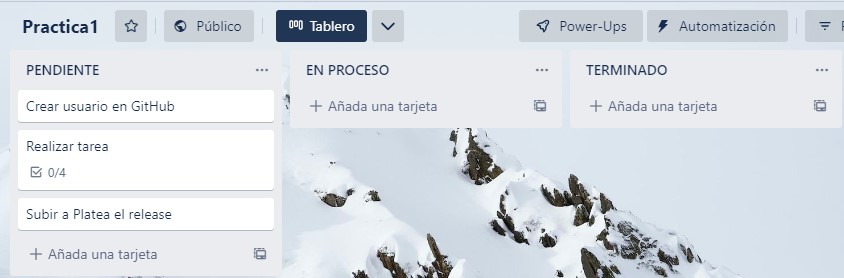 Practica1
Público
Tablero
Power-Ups
Automatización
PENDIENTE
Crear usuario en GitHub
Realizar tarea
0/4
Subir a Platea el release
Añada una tarjeta
EN PROCESO
Añada una tarjeta
TERMINADO
Añada una tarjeta